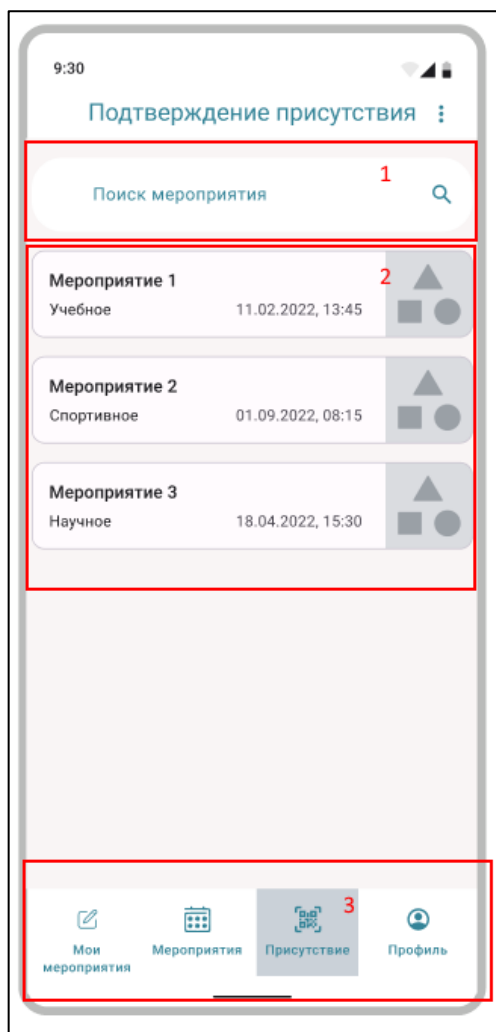 9:30
Подтверждение присутствия
1
Поиск мероприятия
Мероприятие 1
2
Учебное 11.02.2022, 13:45
Мероприятие 2
Спортивное 01.09.2022, 08:15
Мероприятие 3
Научное 18.04.2022, 15:30
3
Мои
мероприятия
Мероприятия
Присутствие
Профиль